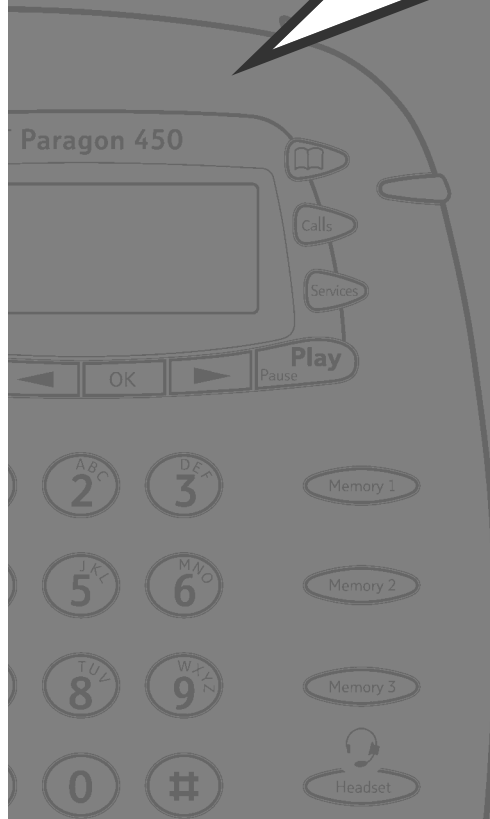 Paragon 450
Calls
Services
Play
Pause
OK
ABC
2
DEF
3
Memory 1
JKL
5
MNO
6
Memory 2
TUV
8
WXYZ
9
Memory 3
0
#
Headset